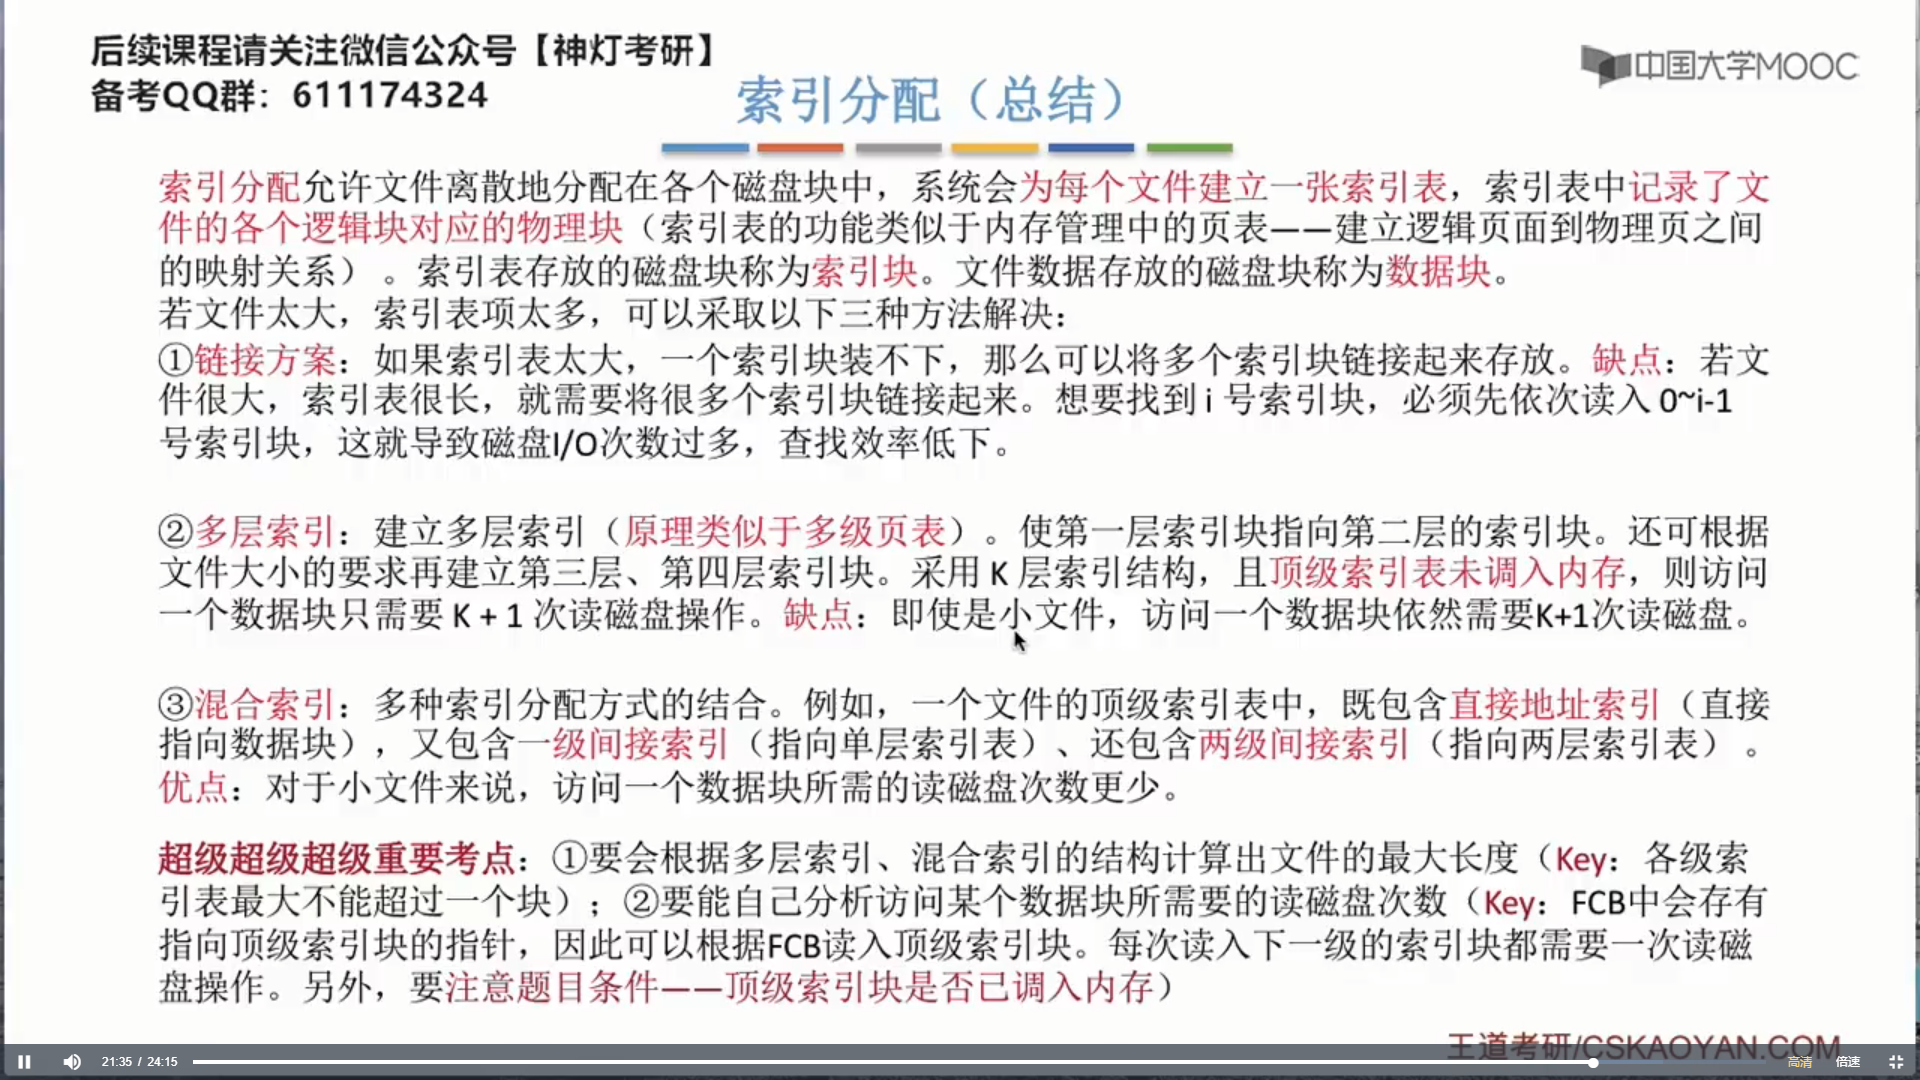 后续课程请关注微信公众号【神灯考研】
备考QQ群：611174324
中国大学MOOC
索引分配（总结）
索引分配允许文件离散地分配在各个磁盘块中，系统会为每个文件建立一张索引表，索引表中记录了文
件的各个逻辑块对应的物理块（索引表的功能类似于内存管理中的页表——建立逻辑页面到物理页之间
的映射关系）。索引表存放的磁盘块称为索引块。文件数据存放的磁盘块称为数据块。
若文件太大，索引表项太多，可以采取以下三种方法解决：
①链接方案：如果索引表太大，一个索引块装不下，那么可以将多个索引块链接起来存放。缺点：若文
件很大，索引表很长，就需要将很多个索引块链接起来。想要找到 i 号索引块，必须先依次读入 0~i-1
号索引块，这就导致磁盘I/O次数过多，查找效率低下。
②多层索引：建立多层索引（原理类似于多级页表）。使第一层索引块指向第二层的索引块。还可根据
文件大小的要求再建立第三层、第四层索引块。采用 K 层索引结构，且顶级索引表未调入内存，则访问
一个数据块只需要 K + 1 次读磁盘操作。缺点：即使是小文件，访问一个数据块依然需要K+1次读磁盘。
③混合索引：多种索引分配方式的结合。例如，一个文件的顶级索引表中，既包含直接地址索引（直接
指向数据块），又包含一级间接索引（指向单层索引表）、还包含两级间接索引（指向两层索引表）。
优点：对于小文件来说，访问一个数据块所需的读磁盘次数更少。
超级超级超级重要考点：①要会根据多层索引、混合索引的结构计算出文件的最大长度（Key：各级索
引表最大不能超过一个块）；②要能自己分析访问某个数据块所需要的读磁盘次数（Key：FCB中会存有
指向顶级索引块的指针，因此可以根据FCB读入顶级索引块。每次读入下一级的索引块都需要一次读磁
盘操作。另外，要注意题目条件——顶级索引块是否已调入内存）
王道考研/CSKAOYAN.COM
21:35 / 24:15
高清 倍速